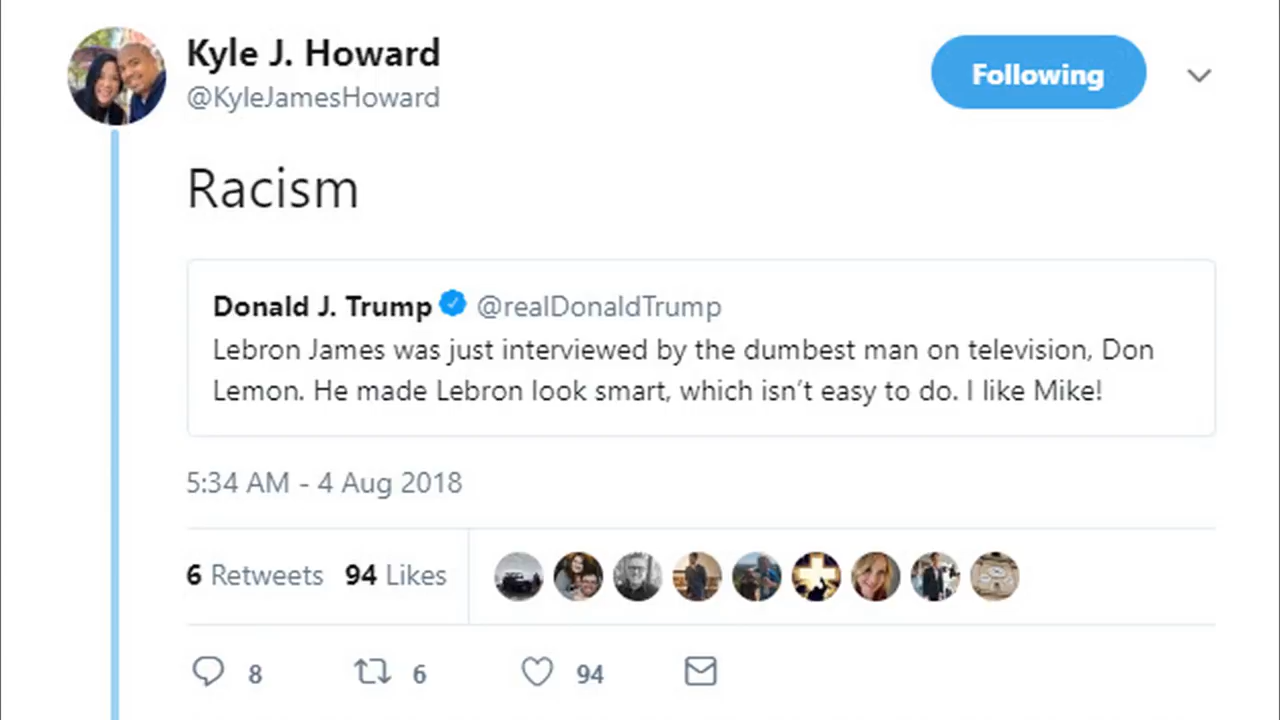 Kyle J. Howard
@KyleJamesHoward
Following
Racism
Donald J. Trump @realDonaldTrump
Lebron James was just interviewed by the dumbest man on television, Don
Lemon. He made Lebron look smart, which isn’t easy to do. I like Mike!
5:34 AM - 4 Aug 2018
6 Retweets 94 Likes
8 6 94